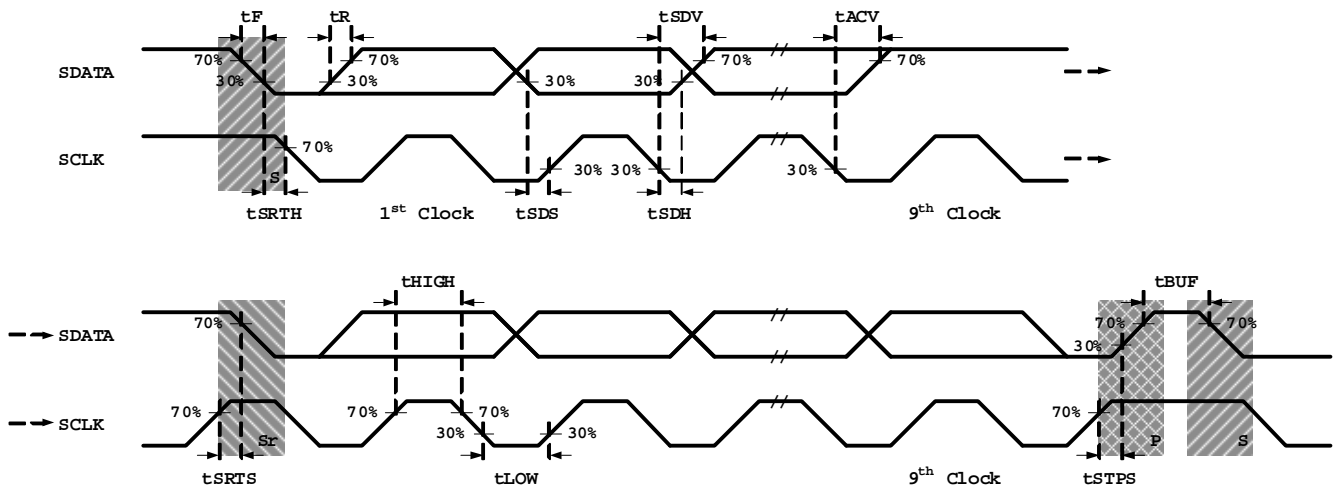 tF tR tSDV tACV
70% 70% 70% 70%
SDATA
30% 30% 30% 30%
SCLK
70%
30% 30% 30%
S
tSRTH 1st Clock tSDS tSDH 9th Clock
tHIGH tBUF
70% 70% 70%
SDATA
30%
70% 70% 70% 70%
SCLK
30% 30%
Sr P S
tSRTS tLOW 9th Clock tSTPS